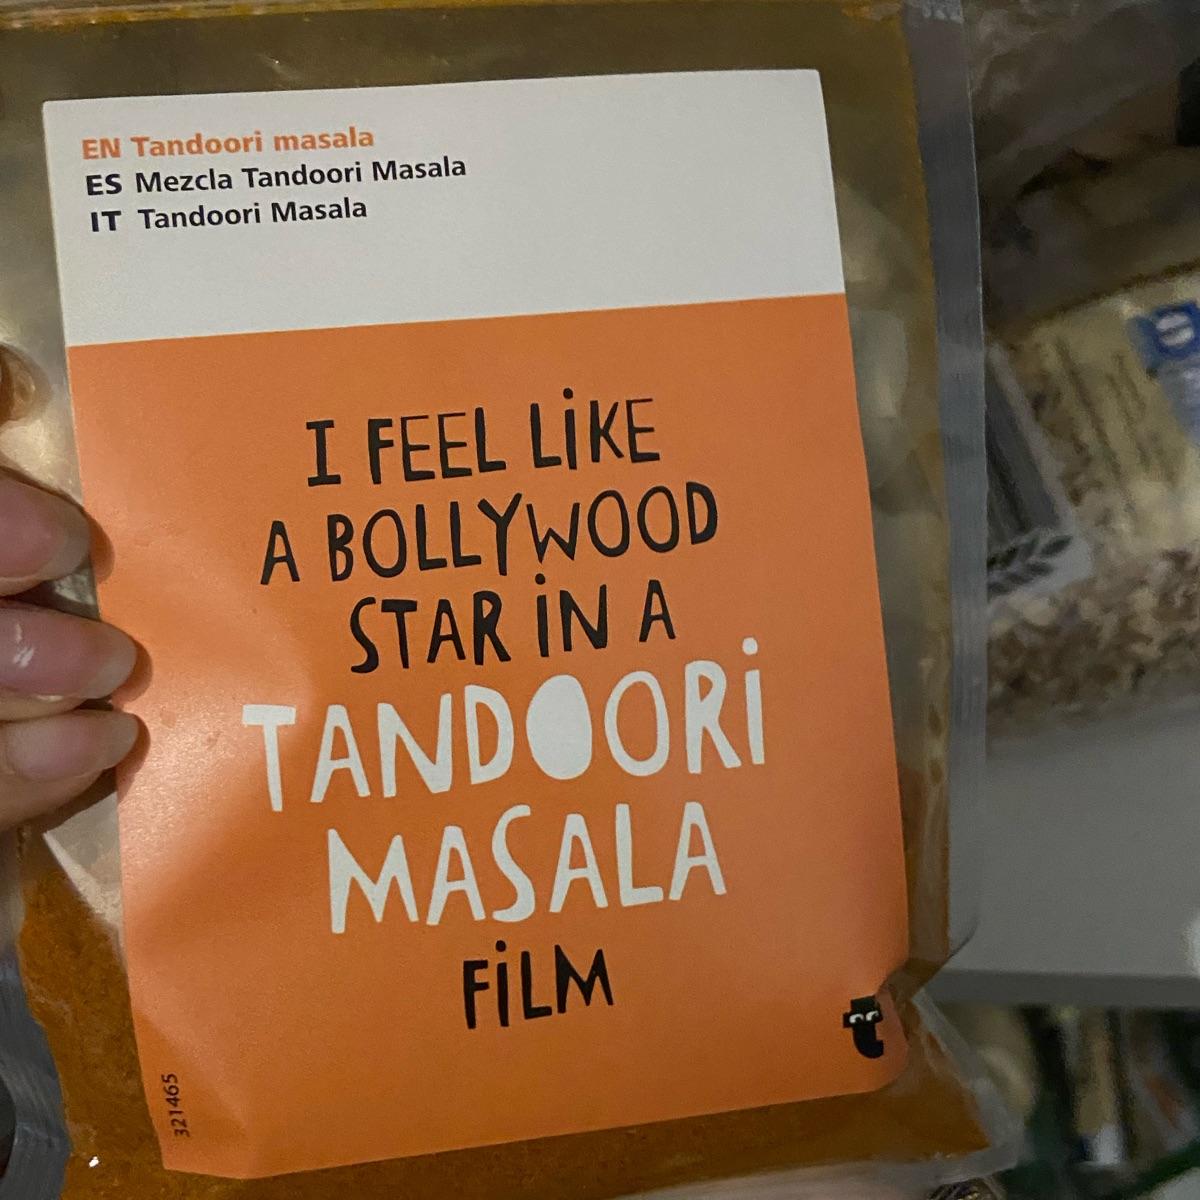 EN Tandoori masala
ES Mezcla Tandoori Masala
IT Tandoori Masala
I FEEL LIKE
A BOLLYWOOD
STAR IN A
TANDOORI
MASALA
FILM
321465